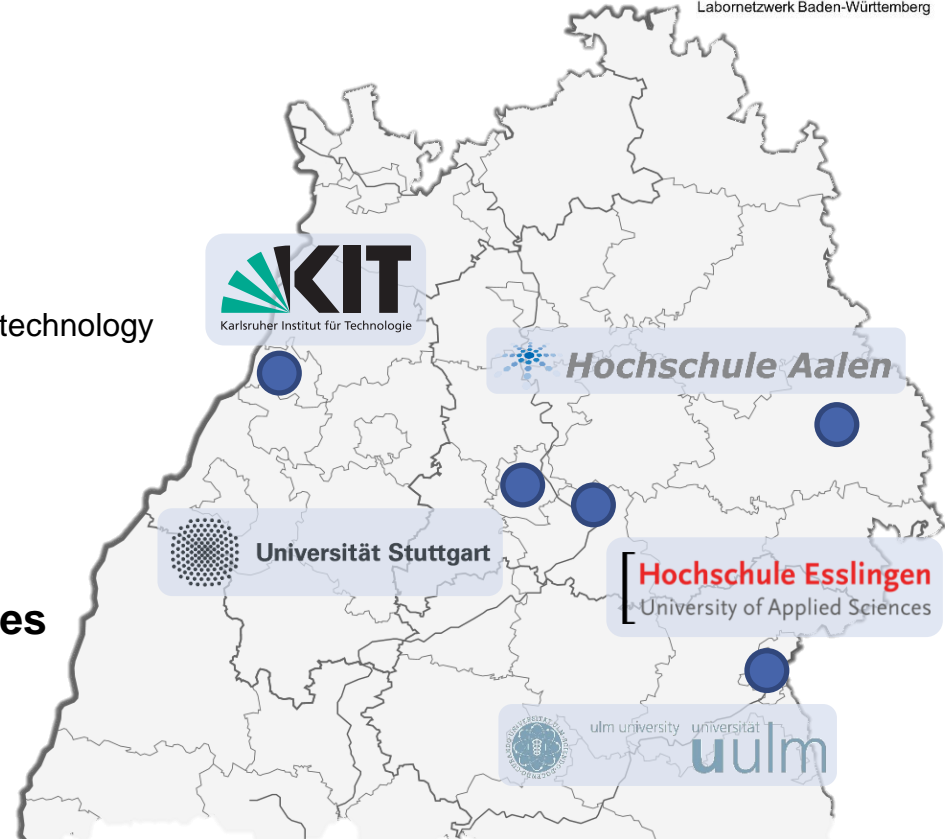 Labornetzwerk Baden-Württemberg
KIT
Karlsruher Institut für Technologie
technology
Hochschule Aalen
Universität Stuttgart
Hochschule Esslingen
University of Applied Sciences
es
ulm university universität
uulm